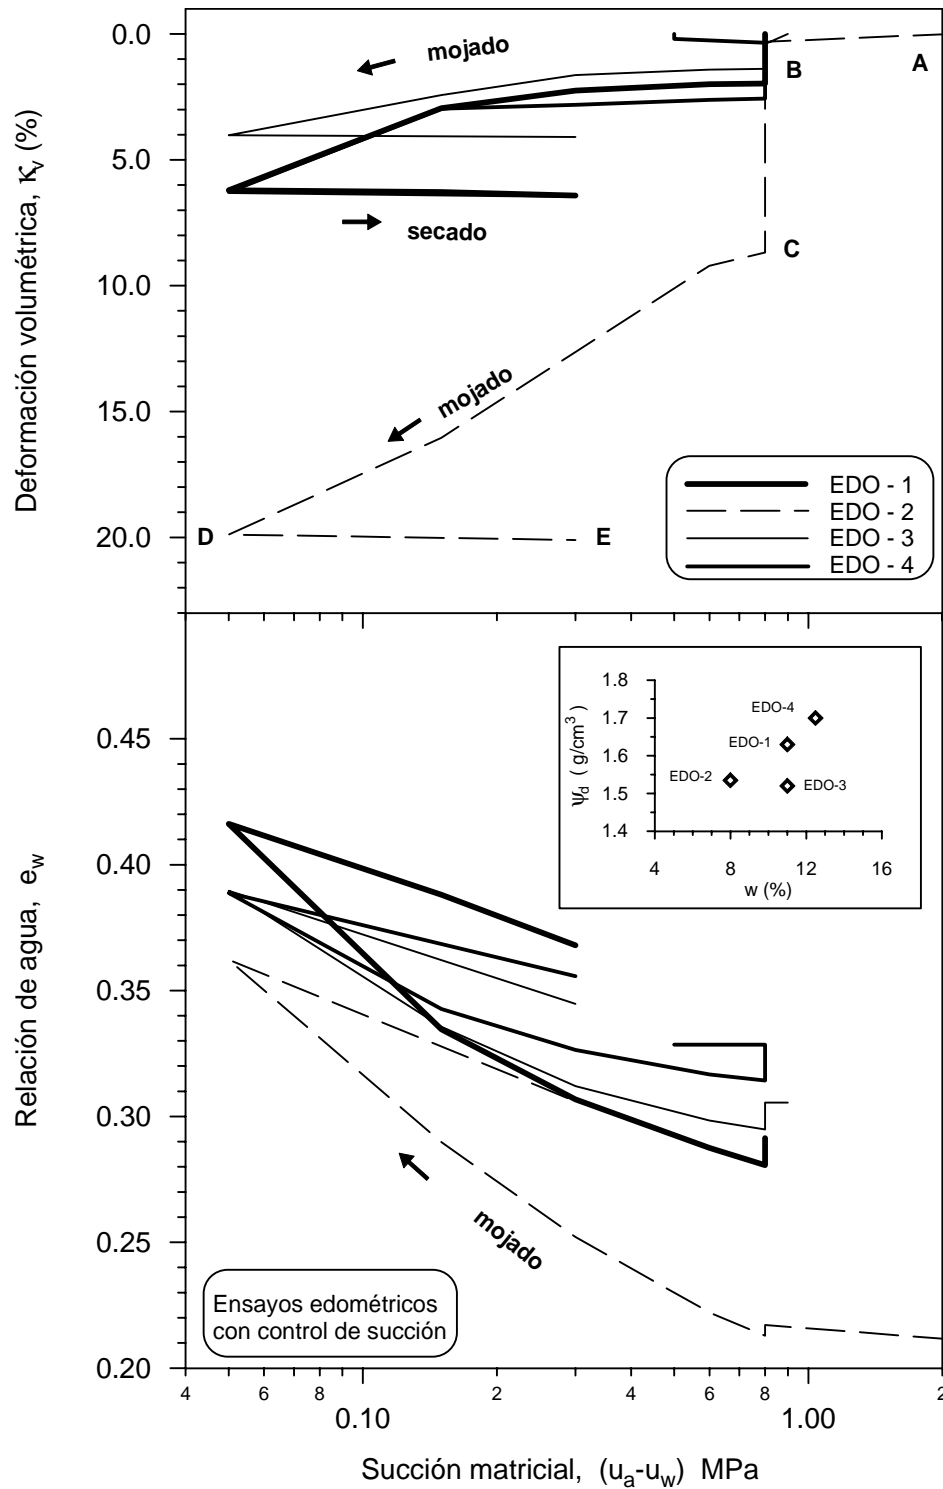 0.0
5.0
10.0
15.0
20.0
Deformación volumétrica, κv (%)
mojado
A
B
secado
C
mojado
D
E
EDO - 1
EDO - 2
EDO - 3
EDO - 4
0.45
0.40
0.35
0.30
0.25
0.20
Relación de agua, ew
1.8
1.7
1.6
1.5
1.4
ψd ( g/cm3 )
EDO-4
EDO-1
EDO-2
EDO-3
4 8 12 16
w (%)
mojado
Ensayos edométricos
con control de succión
4 6 8 2 4 6 8 2
0.10 1.00
Succión matricial, (ua-uw) MPa